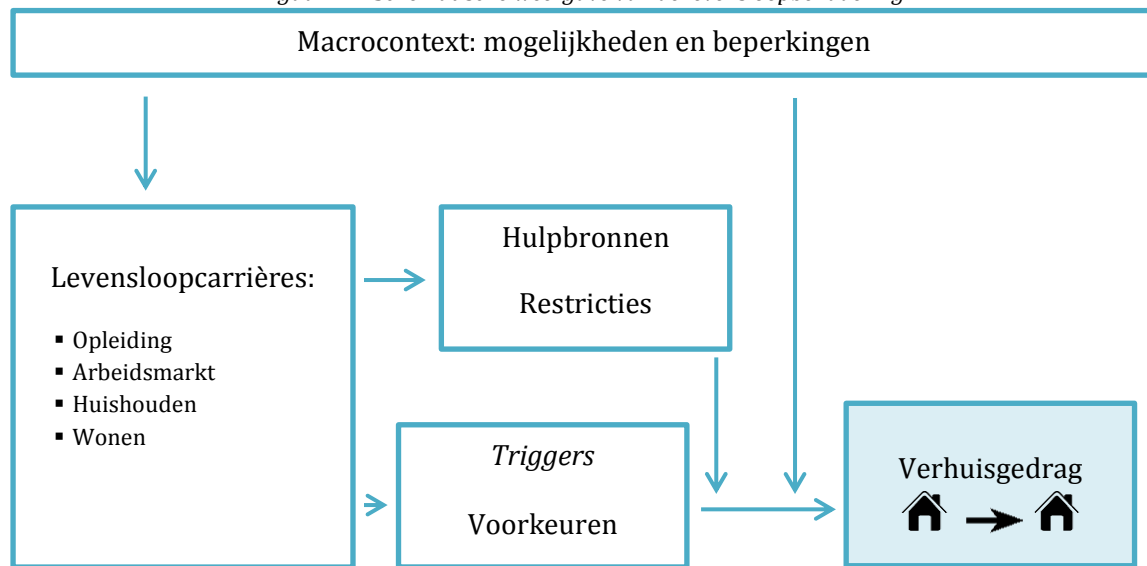 Macrocontext: mogelijkheden en beperkingen
Hulpbronnen
Restricties
Levensloopcarrières:
▪ Opleiding
▪ Arbeidsmarkt
▪ Huishouden
▪ Wonen
Triggers
Voorkeuren
Verhuisgedrag